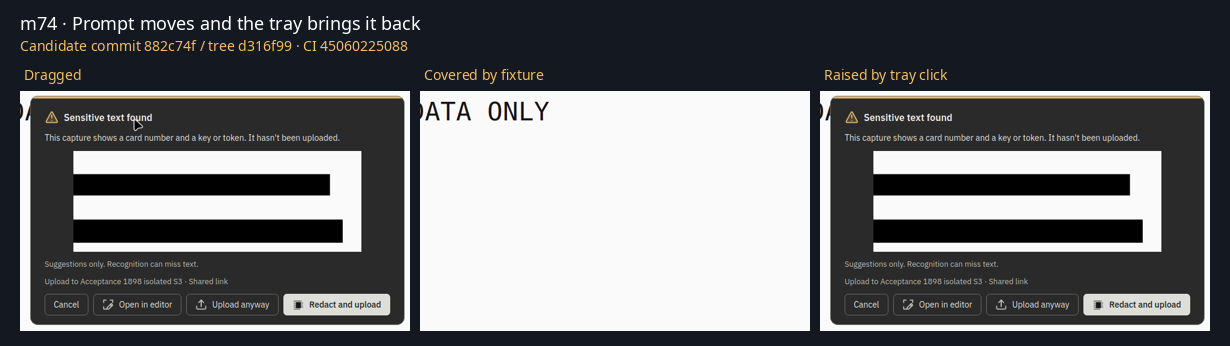 m74 · Prompt moves and the tray brings it back
Candidate commit 882c74f / tree d316f99 · CI 45060225088
Dragged
Sensitive text found
This capture shows a card number and a key or token. It hasn't been uploaded.
Suggestions only. Recognition can miss text.
Upload to Acceptance 1898 isolated S3 · Shared link
Cancel
Open in editor
Upload anyway
Redact and upload
Covered by fixture
DATA ONLY
Raised by tray click
Sensitive text found
This capture shows a card number and a key or token. It hasn't been uploaded.
Suggestions only. Recognition can miss text.
Upload to Acceptance 1898 isolated S3 · Shared link
Cancel
Open in editor
Upload anyway
Redact and upload